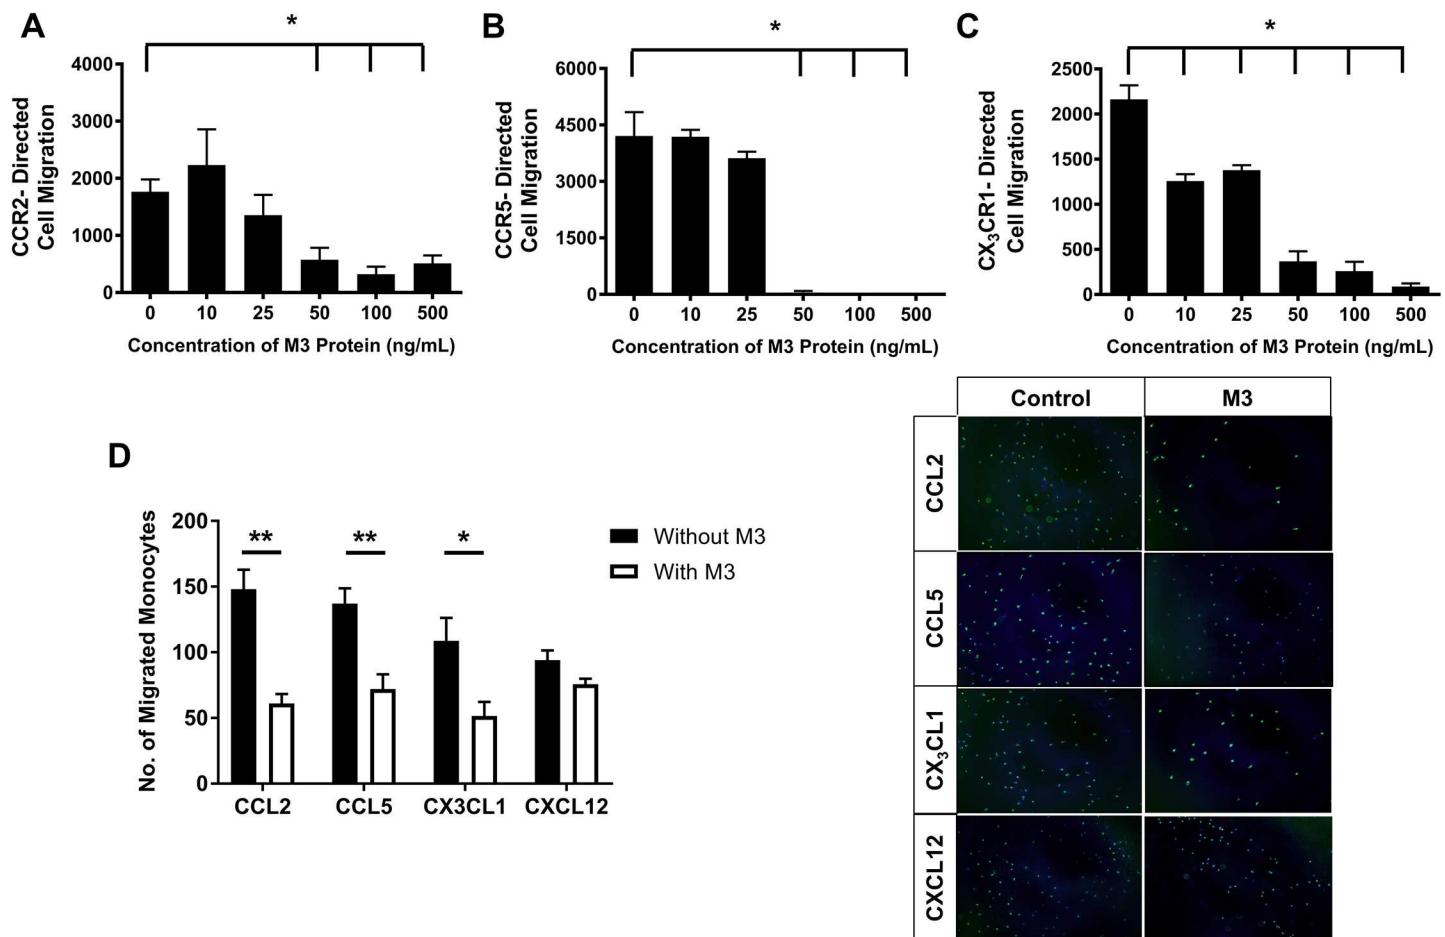 A
*
4000
3000
2000
1000
0
CCR2- Directed
Cell Migration
0 10 25 50 100 500
Concentration of M3 Protein (ng/mL)
B
*
6000
4500
3000
1500
0
CCR5- Directed
Cell Migration
0 10 25 50 100 500
Concentration of M3 Protein (ng/mL)
C
*
2500
2000
1500
1000
500
0
CX₃CR1- Directed
Cell Migration
0 10 25 50 100 500
Concentration of M3 Protein (ng/mL)
D
200
150
100
50
0
No. of Migrated Monocytes
** ** *
CCL2 CCL5 CX3CL1 CXCL12
Without M3
With M3
Control M3
CCL2
CCL5
CX₃CL1
CXCL12